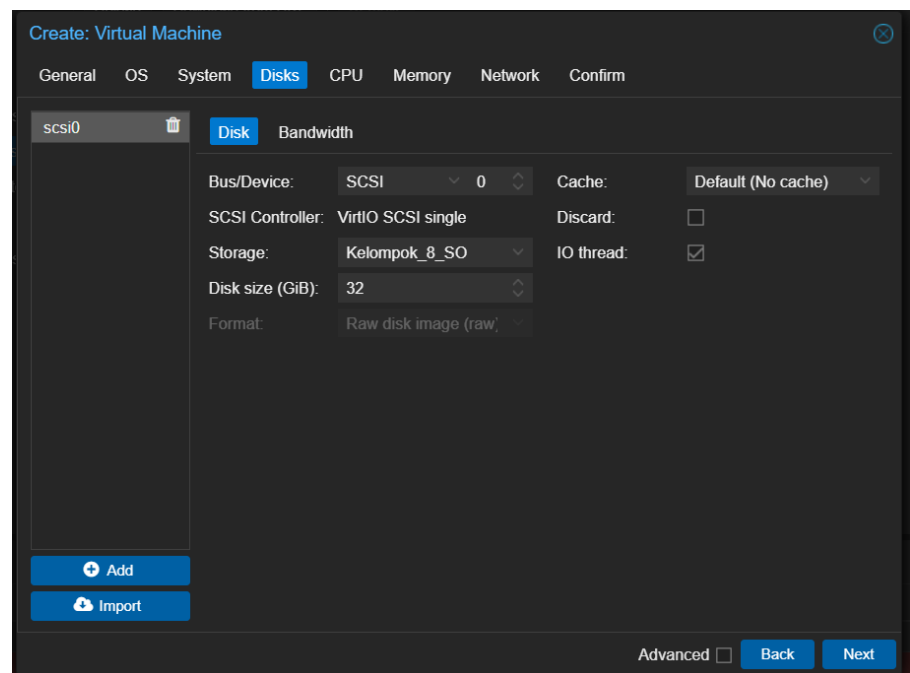 Create: Virtual Machine
General OS System Disks CPU Memory Network Confirm
scsi0
Disk Bandwidth
Bus/Device: SCSI 0 Cache: Default (No cache)
SCSI Controller: VirtIO SCSI single Discard:
Storage: Kelompok_8_SO IO thread:
Disk size (GiB): 32
Format: Raw disk image (raw)
Add
Import
Advanced Back Next